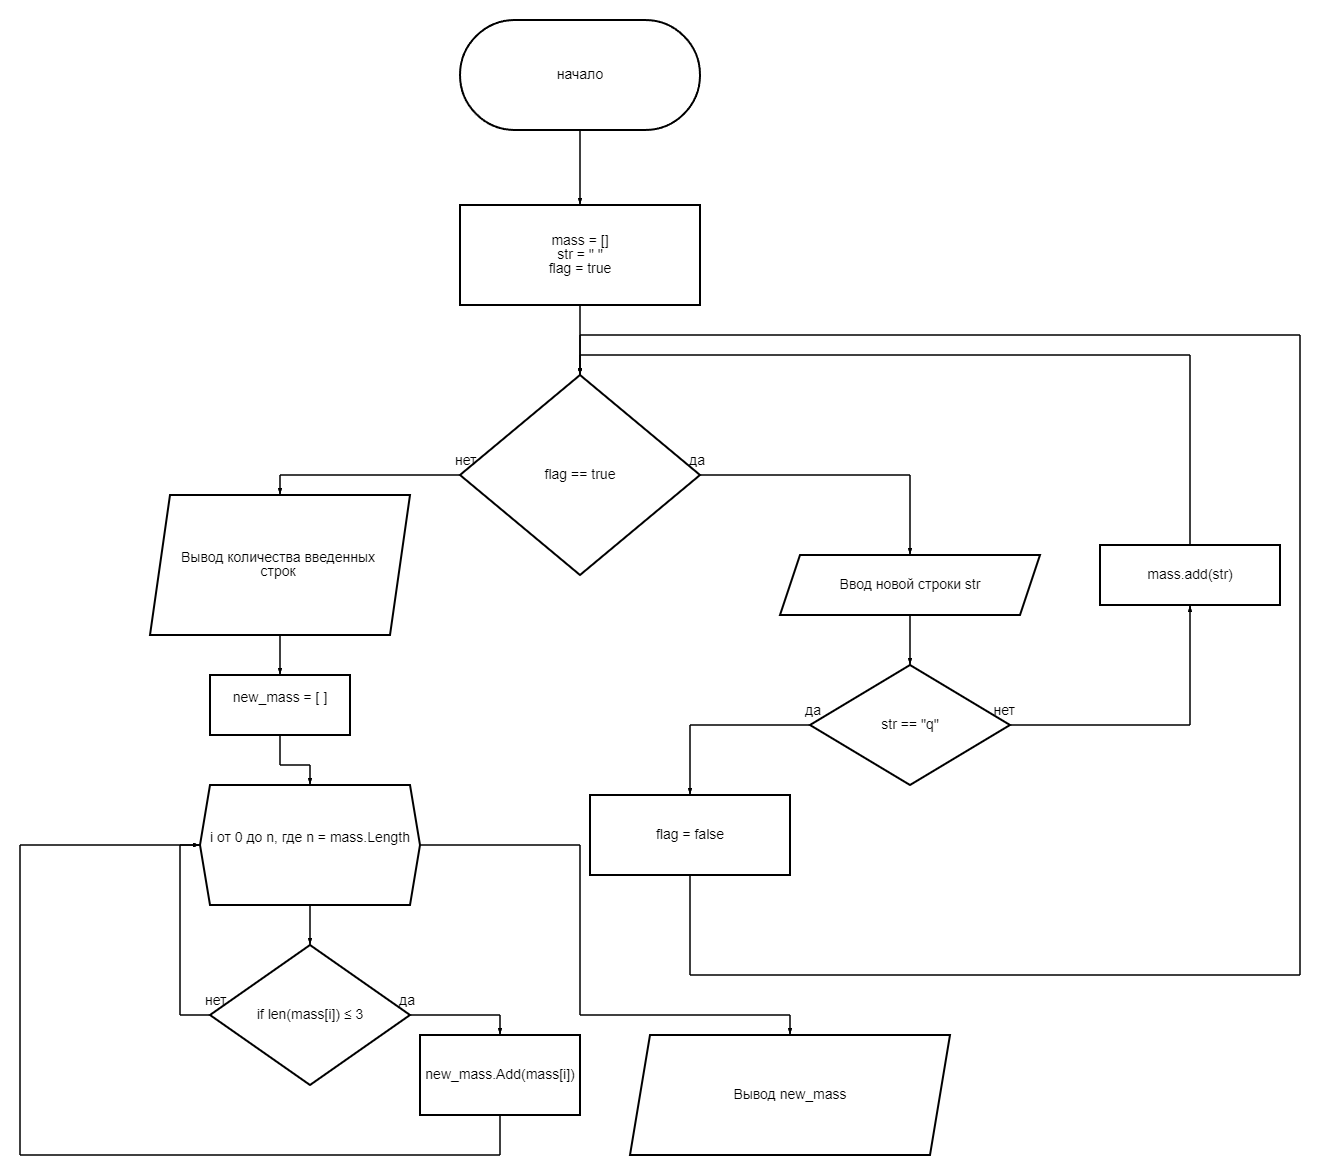 начало
mass = []
str = " "
flag = true
нет
flag == true
да
Вывод количества введенных
строк
Ввод новой строки str
mass.add(str)
new_mass = [ ]
да
str == "q"
нет
i от 0 до n, где n = mass.Length
flag = false
нет
if len(mass[i]) ≤ 3
да
new_mass.Add(mass[i])
Вывод new_mass